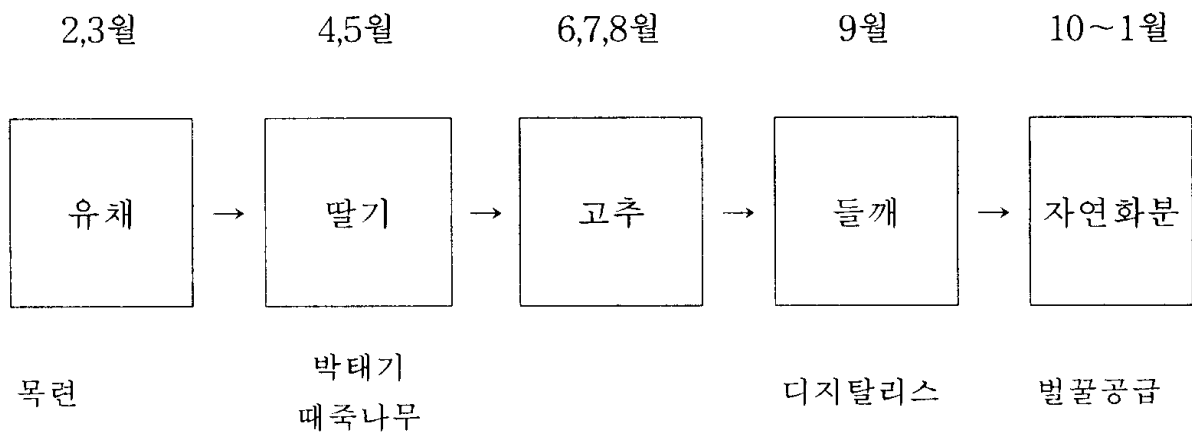 2,3월 4,5월 6,7,8월 9월 10~1월
유채 → 딸기 → 고추 → 들깨 → 자연화분
목련 박태기 때죽나무 디지탈리스 벌꿀공급